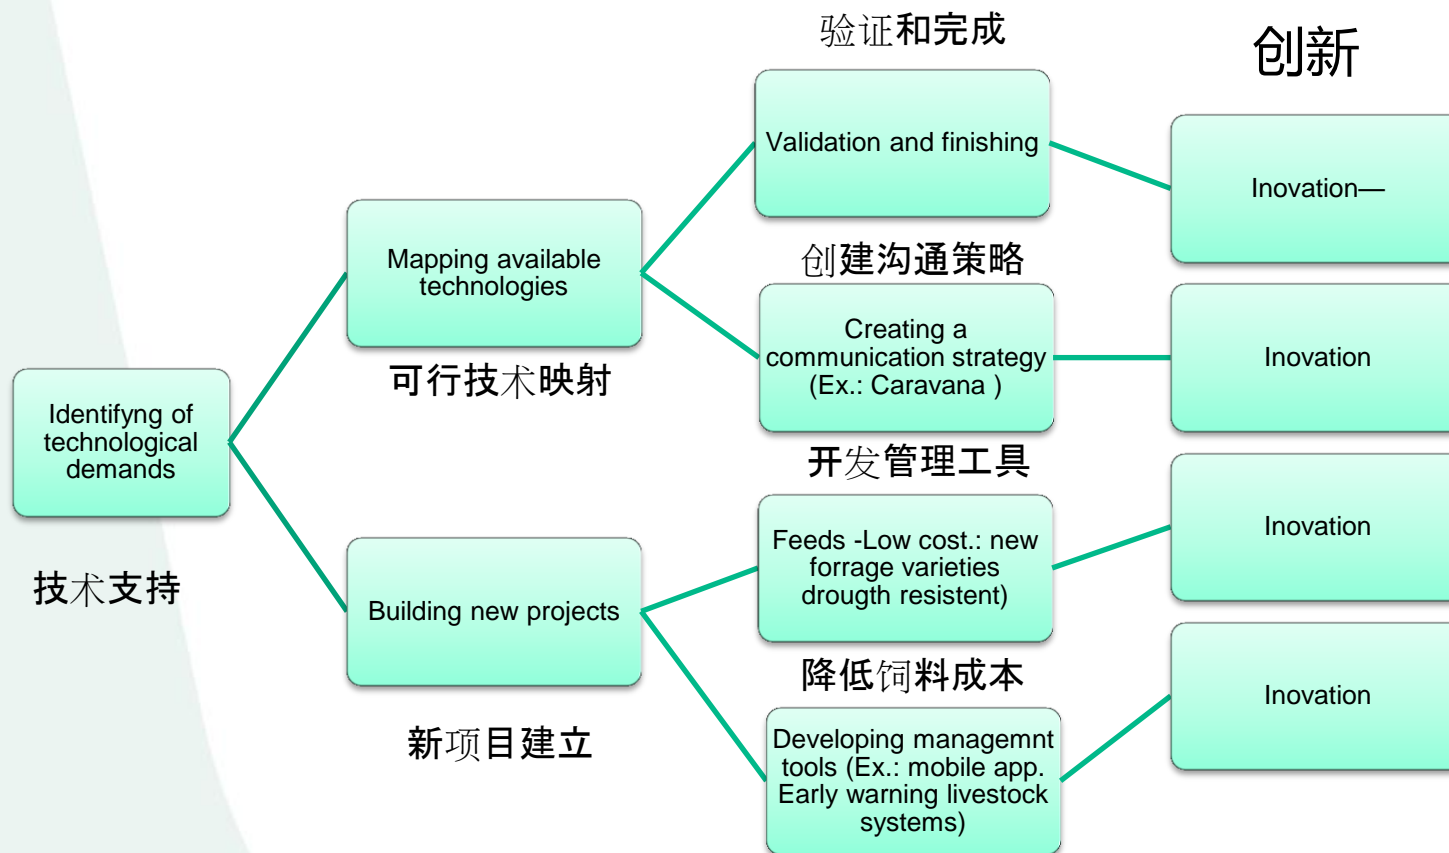 验证和完成
创新
Validation and finishing
Inovation—
Mapping available
technologies
可行技术映射
创建沟通策略
Creating a
communication strategy
(Ex.: Caravana )
Inovation
Identifyng of
technological
demands
技术支持
开发管理工具
Feeds -Low cost.: new
forrage varieties
drougth resistent)
Inovation
Building new projects
新项目建立
降低饲料成本
Developing managemnt
tools (Ex.: mobile app.
Early warning livestock
systems)
Inovation